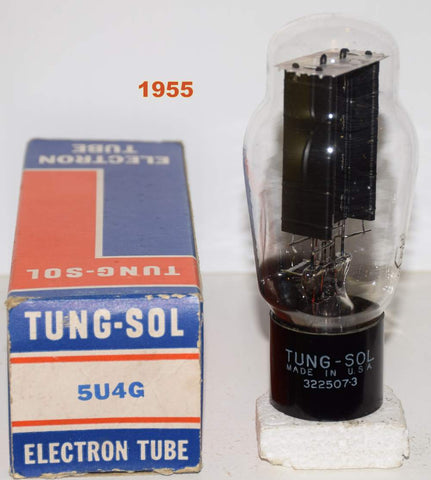 1955
ELECTRON
TUBE
TUNG-SOL
TUNG-SOL
5U4G
ELECTRON TUBE
TUNG-SOL
MADE IN U.S.A.
322507-3